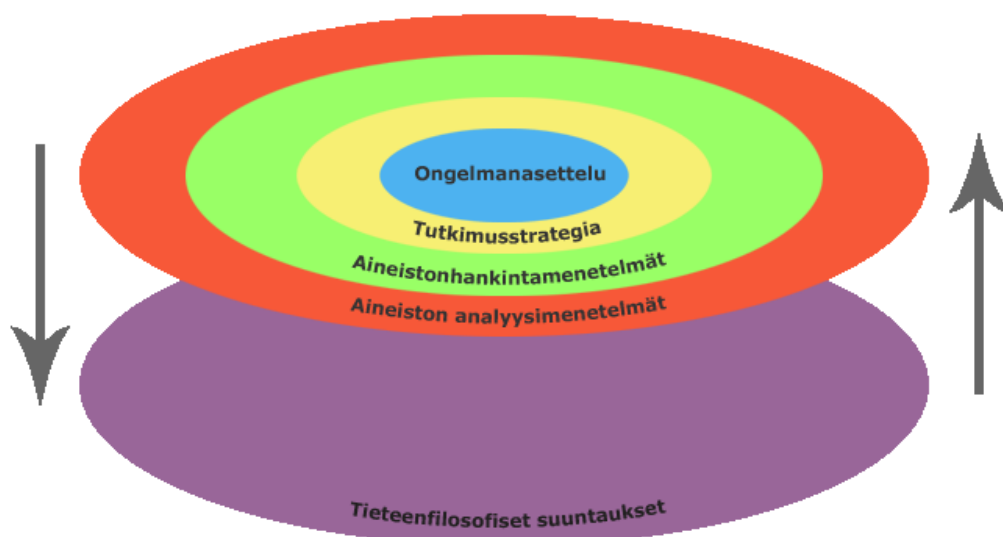 Ongelmanasettelu
Tutkimusstrategia
Aineistonhankintamenetelmät
Aineiston analyysimenetelmät
Tieteenfilosofiset suuntaukset